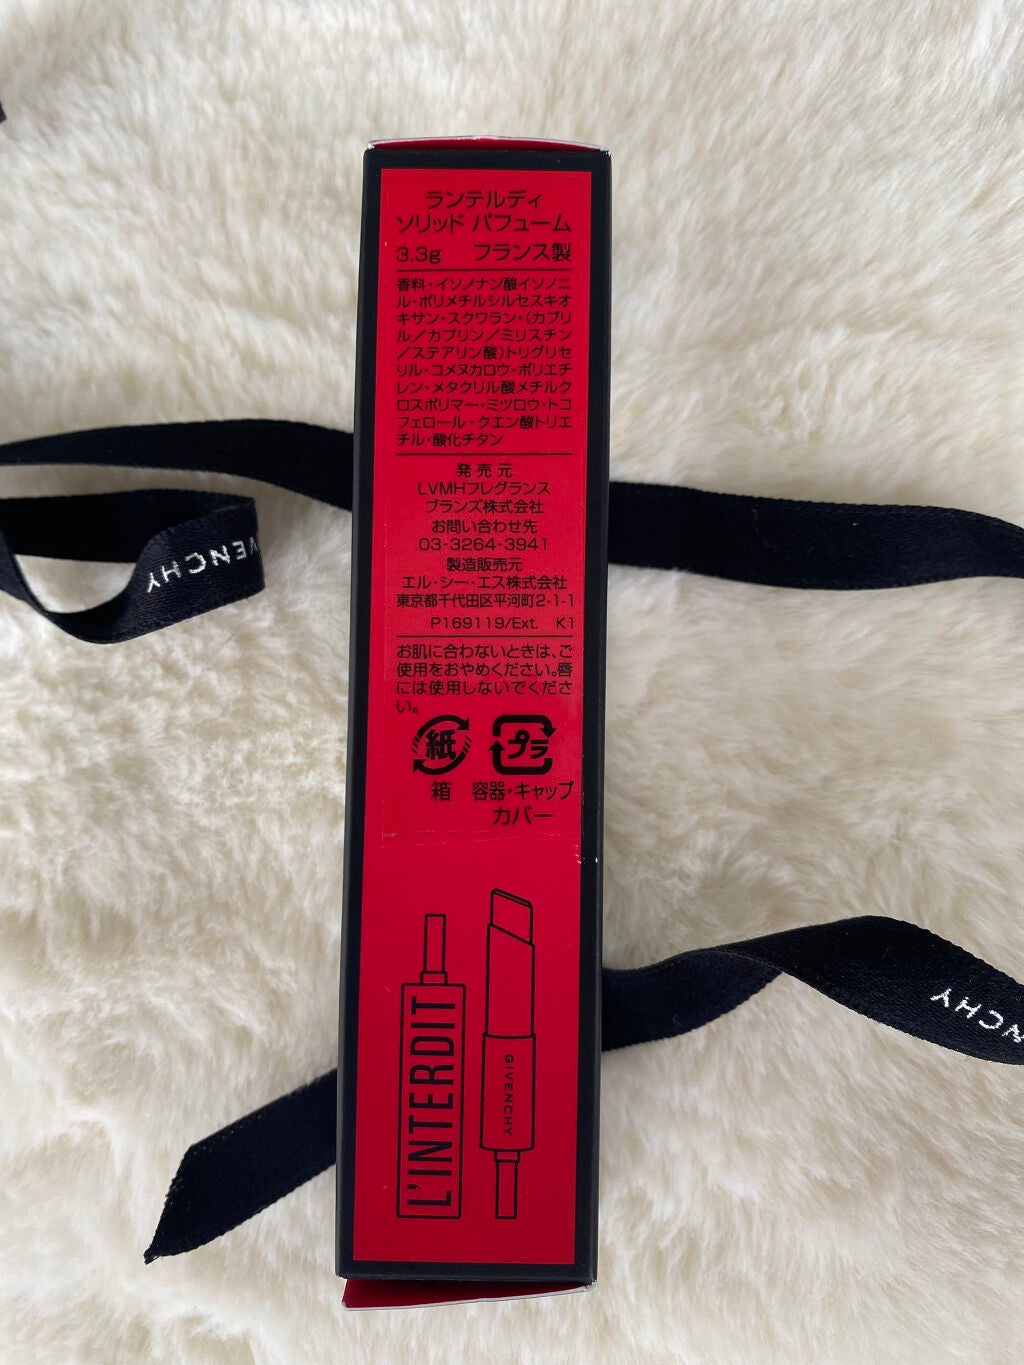 ランテルディ
ソリッド パフューム
3.3g フランス製
香料・イソノナン酸イソノニ
ル・ポリメチルシルセスキオ
キサン・スクワラン・(カプリ
ル／カプリン／ミリスチン
／ステアリン酸)トリグリセ
リル・コメヌカロウ・ポリエチ
レン・メタクリル酸メチルク
ロスポリマー・ミツロウ・トコ
フェロール・クエン酸トリエ
チル・酸化チタン
発売元
LVMHフレグランス
ブランズ株式会社
お問い合わせ先
03-3264-3941
製造販売元
エル・シー・エス株式会社
東京都千代田区平河町2-1-1
P169119/Ext. K1
お肌に合わないときは、ご
使用をおやめください。唇
には使用しないでくださ
い。
紙 プラ
箱 容器・キャップ
カバー
L'INTERDIT
GIVENCHY
VENCHY
ENCHY